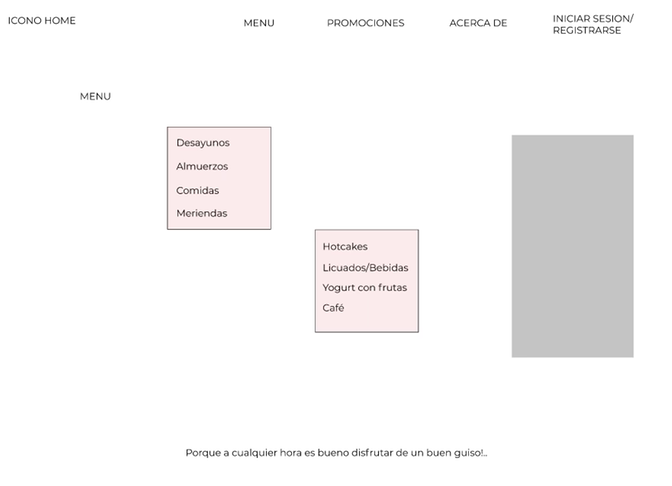 ICONO HOME
MENU
PROMOCIONES
ACERCA DE
INICIAR SESION/
REGISTRARSE
MENU
Desayunos
Almuerzos
Comidas
Meriendas
Hotcakes
Licuados/Bebidas
Yogurt con frutas
Café
Porque a cualquier hora es bueno disfrutar de un buen guiso!..